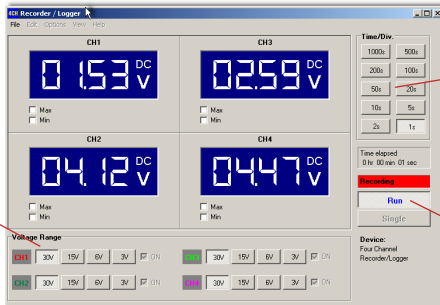 Recorder / Logger
File Edit Options View Help
CH1
01.53 DC V
Max
Min
CH3
02.59 DC V
Max
Min
CH2
04.12 DC V
Max
Min
CH4
04.47 DC V
Max
Min
Time/Div.
1000s 500s
200s 100s
50s 20s
10s 5s
2s 1s
Time elapsed
0 hr 00 min 01 sec
Recording
Run
Single
Voltage Range
CH1 30V 15V 6V 3V ON
CH3 30V 15V 6V 3V ON
CH2 30V 15V 6V 3V ON
CH4 30V 15V 6V 3V ON
Device:
Four Channel
Recorder/Logger